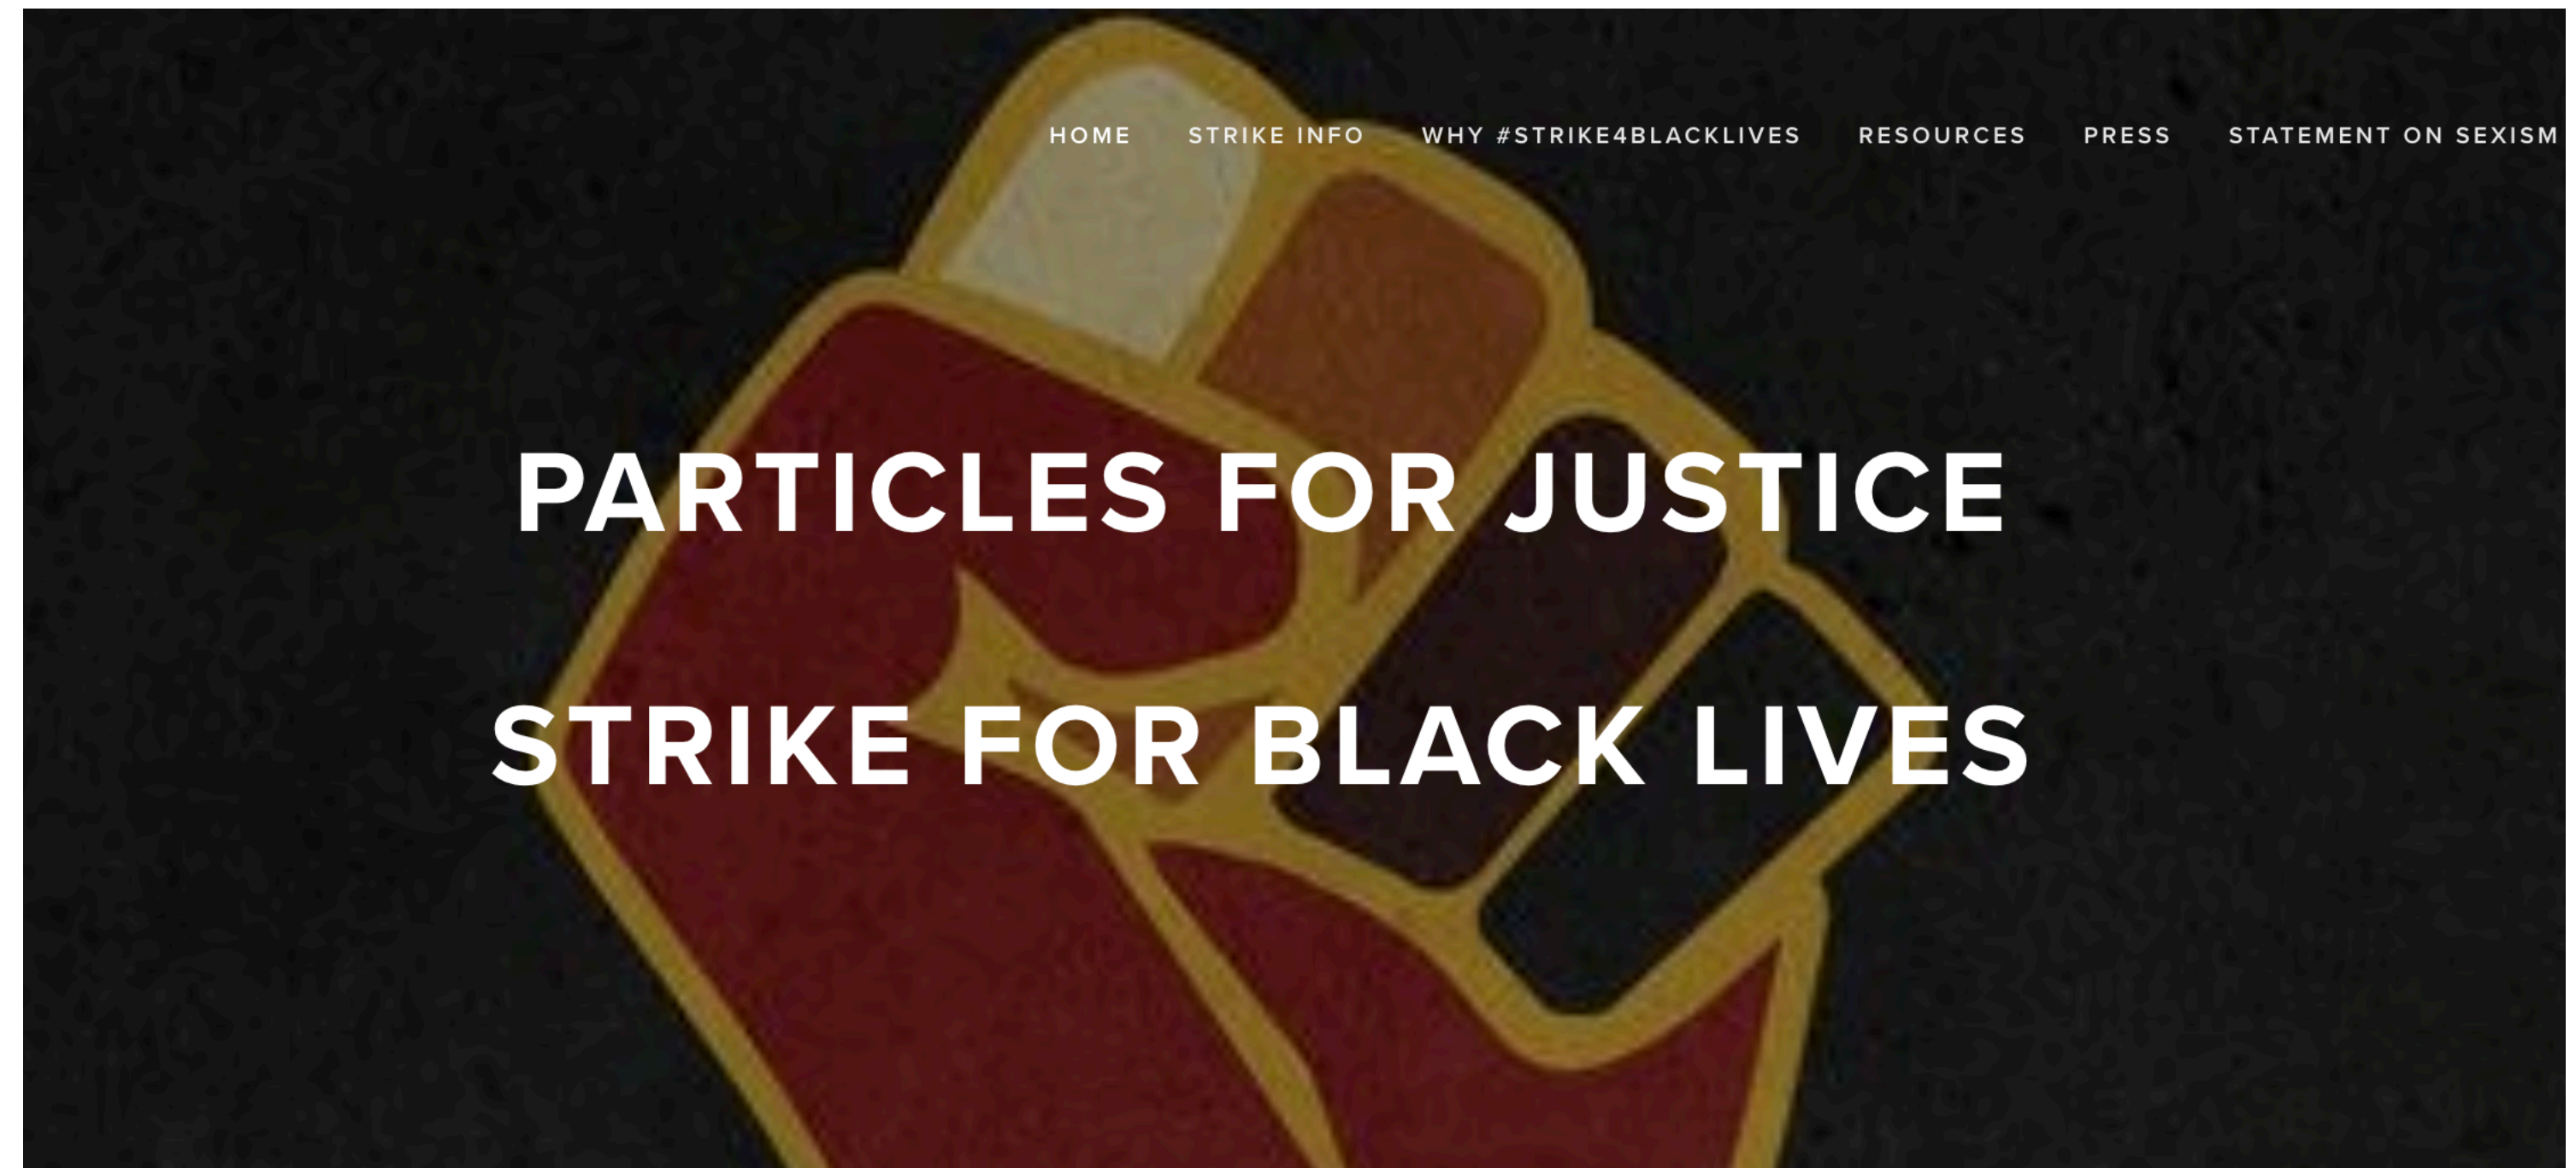 HOME STRIKE INFO WHY #STRIKE4BLACKLIVES RESOURCES PRESS STATEMENT ON SEXISM
PARTICLES FOR JUSTICE
STRIKE FOR BLACK LIVES